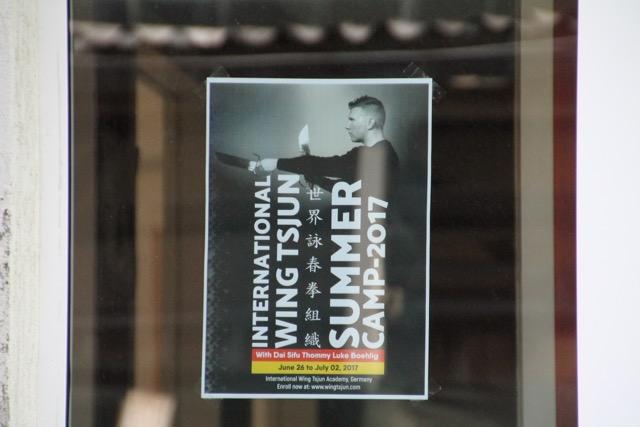 INTERNATIONAL
WING TSJUN
世界詠春拳組織
SUMMER
CAMP-2017
With Dai Sifu Thommy Luke Boehlig
June 26 to July 02, 2017
International Wing Tsjun Academy, Germany
Enroll now at: www.wingtsjun.com